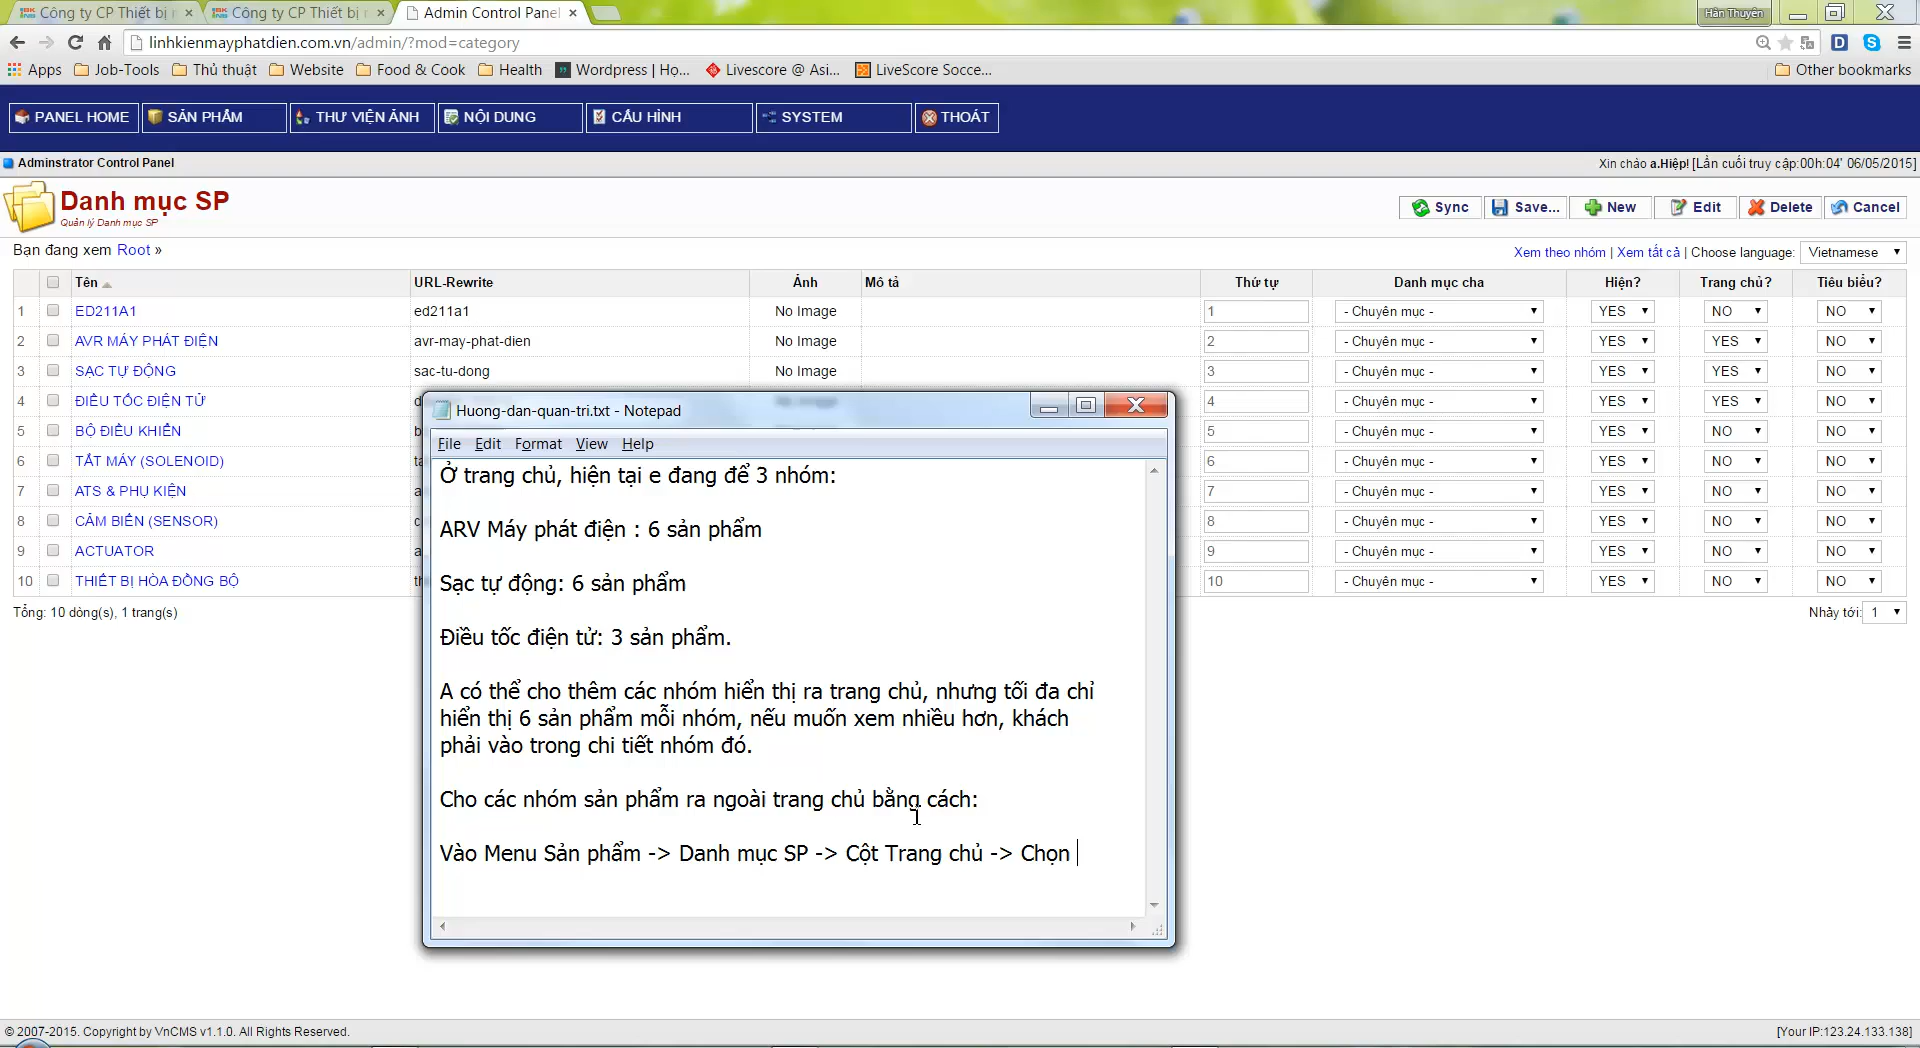 Công ty CP Thiết bị
Công ty CP Thiết bị
Admin Control Panel
Hàn Thuyên
linhkienmayphatdien.com.vn/admin/?mod=category
Apps Job-Tools Thủ thuật Website Food & Cook Health Wordpress | Họ... Livescore @ Asi... LiveScore Socce... Other bookmarks
PANEL HOME SẢN PHẨM THƯ VIỆN ẢNH NỘI DUNG CẤU HÌNH SYSTEM THOÁT
Adminstrator Control Panel Xin chào a.Hiệp! [Lần cuối truy cập:00h:04' 06/05/2015]
Danh mục SP
Quản lý Danh mục SP
Sync Save... New Edit Delete Cancel
Bạn đang xem Root »
Xem theo nhóm | Xem tất cả | Choose language: Vietnamese
Tên URL-Rewrite Ảnh Mô tả Thứ tự Danh mục cha Hiện? Trang chủ? Tiêu biểu?
1 ED211A1 ed211a1 No Image 1 - Chuyên mục - YES NO NO
2 AVR MÁY PHÁT ĐIỆN avr-may-phat-dien No Image 2 - Chuyên mục - YES YES NO
3 SẠC TỰ ĐỘNG sac-tu-dong No Image 3 - Chuyên mục - YES YES NO
4 ĐIỀU TỐC ĐIỆN TỬ 4 - Chuyên mục - YES YES NO
5 BỘ ĐIỀU KHIỂN 5 - Chuyên mục - YES NO NO
6 TẮT MÁY (SOLENOID) 6 - Chuyên mục - YES NO NO
7 ATS & PHỤ KIỆN 7 - Chuyên mục - YES NO NO
8 CẢM BIẾN (SENSOR) 8 - Chuyên mục - YES NO NO
9 ACTUATOR 9 - Chuyên mục - YES NO NO
10 THIẾT BỊ HÒA ĐỒNG BỘ 10 - Chuyên mục - YES NO NO
Tổng: 10 dòng(s), 1 trang(s) Nhảy tới: 1
Huong-dan-quan-tri.txt - Notepad
File Edit Format View Help
Ở trang chủ, hiện tại e đang để 3 nhóm:
ARV Máy phát điện : 6 sản phẩm
Sạc tự động: 6 sản phẩm
Điều tốc điện tử: 3 sản phẩm.
A có thể cho thêm các nhóm hiển thị ra trang chủ, nhưng tối đa chỉ
hiển thị 6 sản phẩm mỗi nhóm, nếu muốn xem nhiều hơn, khách
phải vào trong chi tiết nhóm đó.
Cho các nhóm sản phẩm ra ngoài trang chủ bằng cách:
Vào Menu Sản phẩm -> Danh mục SP -> Cột Trang chủ -> Chọn
© 2007-2015. Copyright by VnCMS v1.1.0. All Rights Reserved. [Your IP:123.24.133.138]